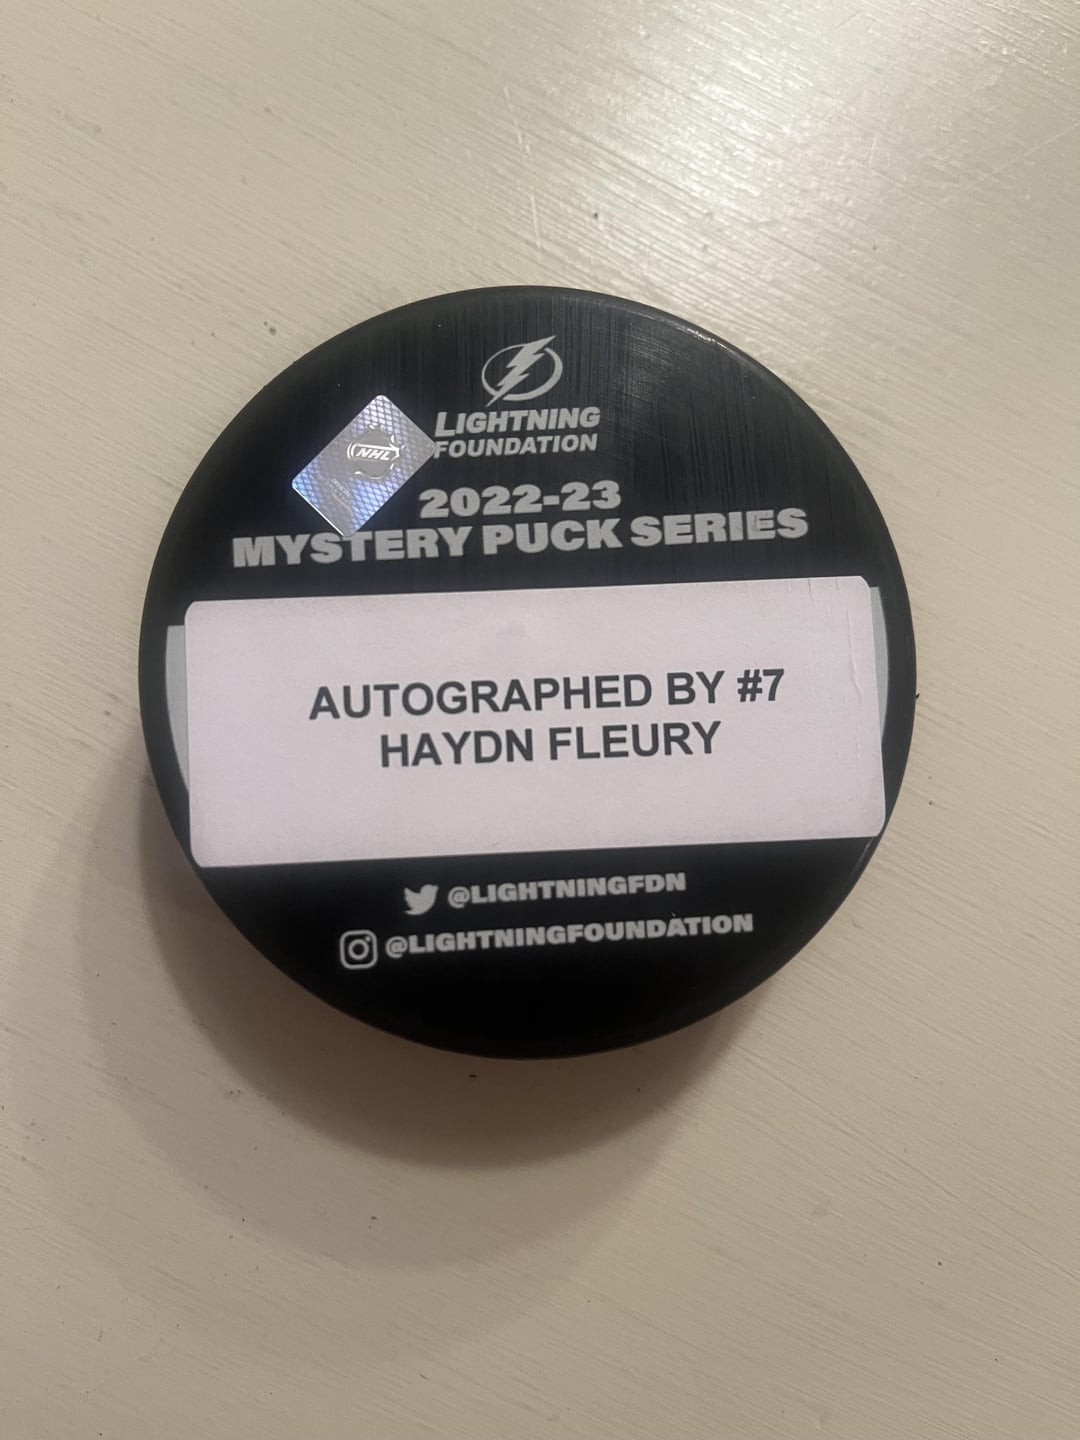 LIGHTNING
FOUNDATION
NHL
2022-23
MYSTERY PUCK SERIES
AUTOGRAPHED BY #7
HAYDN FLEURY
@LIGHTNINGFDN
@LIGHTNINGFOUNDATION